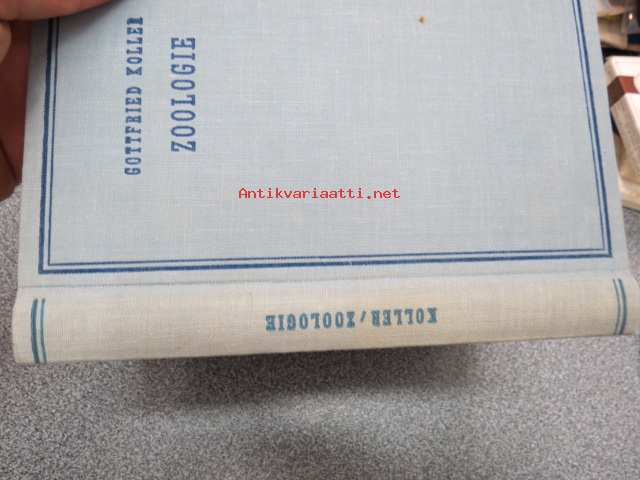 GOTTFRIED KOLLER
ZOOLOGIE
Antikvariaatti.net
KOLLER, ZOOLOGIE